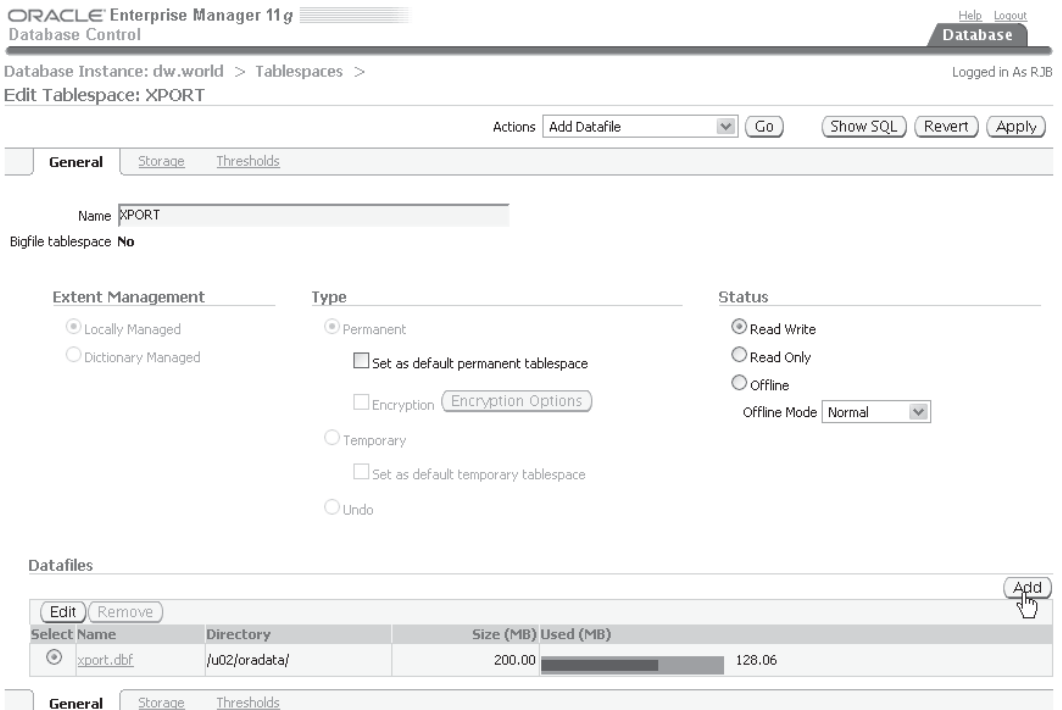 ORACLE Enterprise Manager 11g
Database Control
Help Logout
Database
Database Instance: dw.world > Tablespaces >
Logged in As RJB
Edit Tablespace: XPORT
Actions Add Datafile Go Show SQL Revert Apply
General Storage Thresholds
Name XPORT
Bigfile tablespace No
Extent Management Type Status
Locally Managed Permanent Read Write
Dictionary Managed Set as default permanent tablespace Read Only
Encryption Encryption Options Offline
Offline Mode Normal
Temporary
Set as default temporary tablespace
Undo
Datafiles
Add
Edit Remove
Select Name Directory Size (MB) Used (MB)
xport.dbf /u02/oradata/ 200.00 128.06
General Storage Thresholds